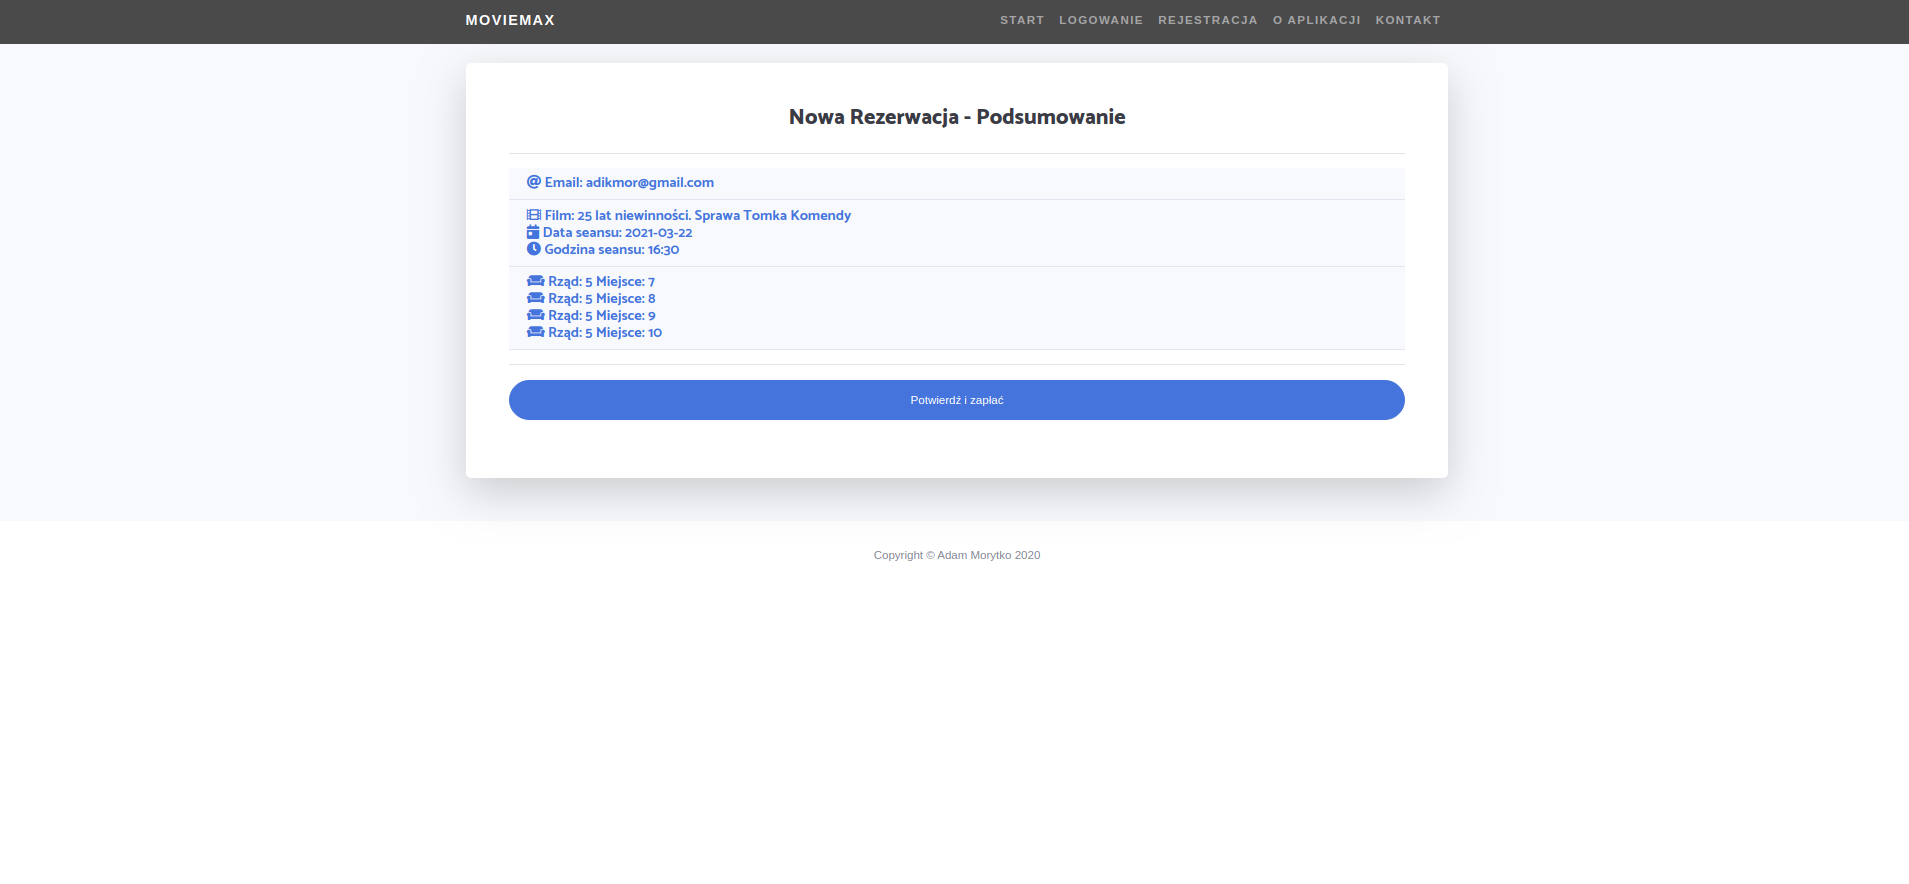 MOVIEMAX START LOGOWANIE REJESTRACJA O APLIKACJI KONTAKT
Nowa Rezerwacja - Podsumowanie
Email: adikmor@gmail.com
Film: 25 lat niewinności. Sprawa Tomka Komendy
Data seansu: 2021-03-22
Godzina seansu: 16:30
Rząd: 5 Miejsce: 7
Rząd: 5 Miejsce: 8
Rząd: 5 Miejsce: 9
Rząd: 5 Miejsce: 10
Potwierdź i zapłać
Copyright © Adam Morytko 2020